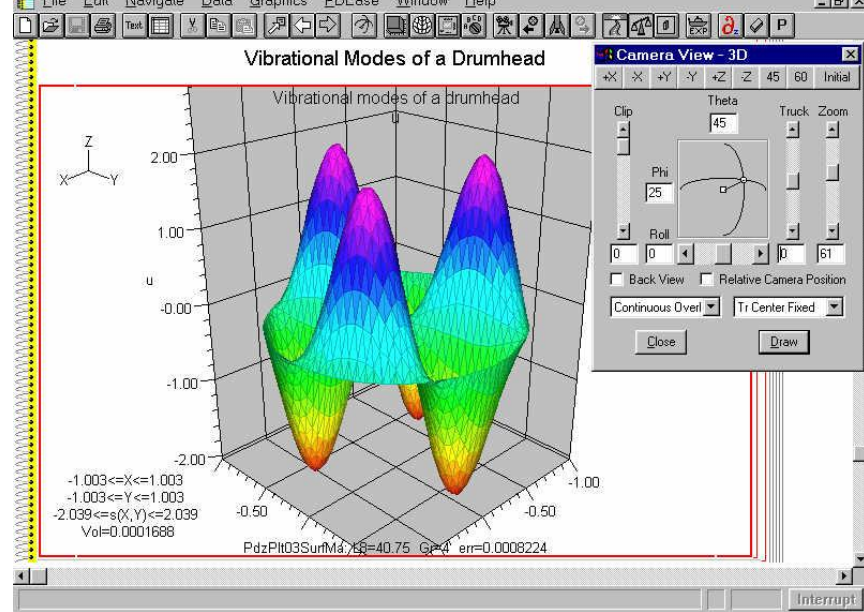 File Edit Navigate Data Graphics PDEase Window Help
Text
EXP
P
Vibrational Modes of a Drumhead
Vibrational modes of a drumhead
U
Z
X
Y
2.00
1.00
u
-0.00
-1.00
-2.00
-0.50
-0.50
-1.00
-1.003<=X<=1.003
-1.003<=Y<=1.003
-2.039<=s(X,Y)<=2.039
Vol=0.0001688
PdzPlt03SurfMa: L8=40.75 Gr=4 err=0.0008224
Camera View - 3D
+X -X +Y -Y +Z -Z 45 60 Initial
Theta
Clip
45
Truck Zoom
Phi
25
Roll
0 0 0 61
Back View Relative Camera Position
Continuous Overl Tr Center Fixed
Close Draw
Interrupt